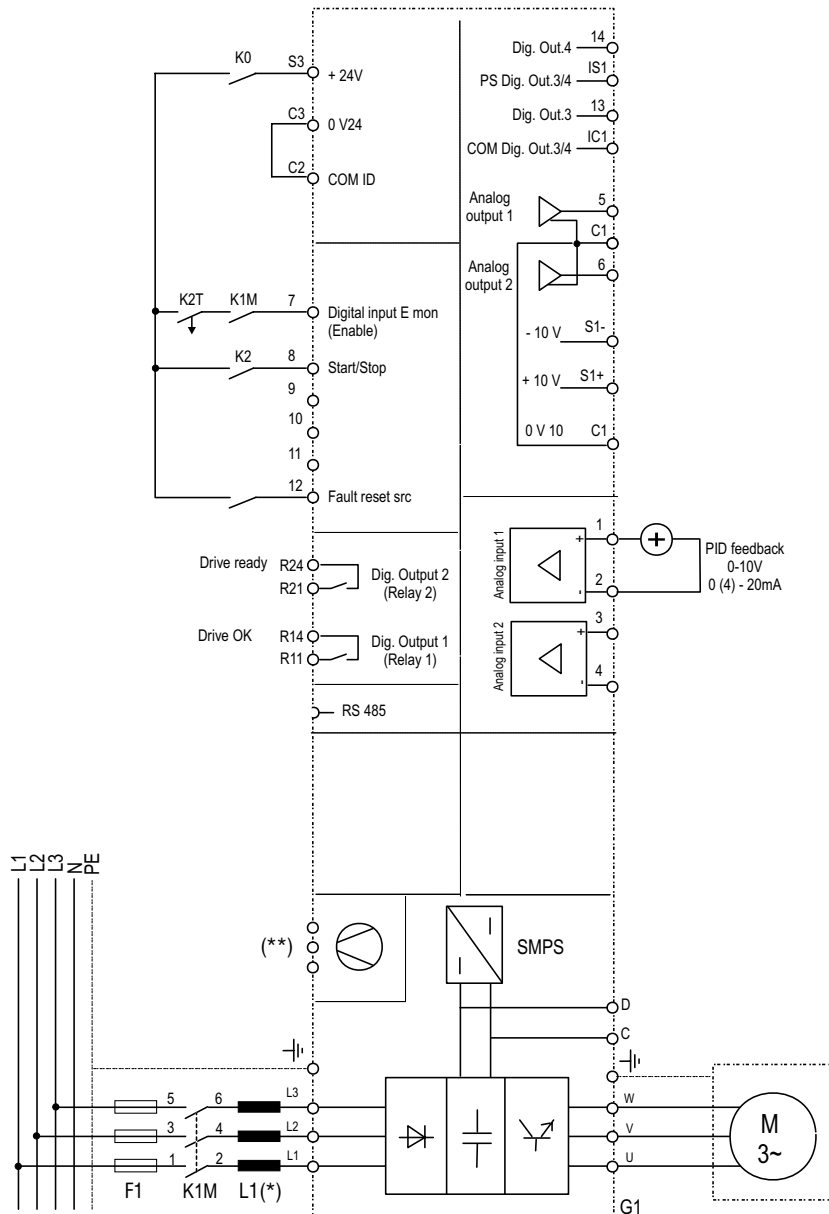 K0
S3
+ 24V
C3
0 V24
C2
COM ID
K2T
K1M
7
Digital input E mon
(Enable)
K2
8
Start/Stop
9
10
11
12
Fault reset src
Drive ready
R24
R21
Dig. Output 2
(Relay 2)
Drive OK
R14
R11
Dig. Output 1
(Relay 1)
RS 485
Dig. Out.4
14
PS Dig. Out.3/4
IS1
Dig. Out.3
13
COM Dig. Out.3/4
IC1
Analog
output 1
5
C1
Analog
output 2
6
- 10 V
S1-
+ 10 V
S1+
0 V 10
C1
Analog input 1
+
-
1
2
+
PID feedback
0-10V
0 (4) - 20mA
Analog input 2
+
-
3
4
L1
L2
L3
N
PE
(**)
SMPS
D
C
5
6
L3
3
4
L2
1
2
L1
F1
K1M
L1(*)
W
V
U
M
3~
G1